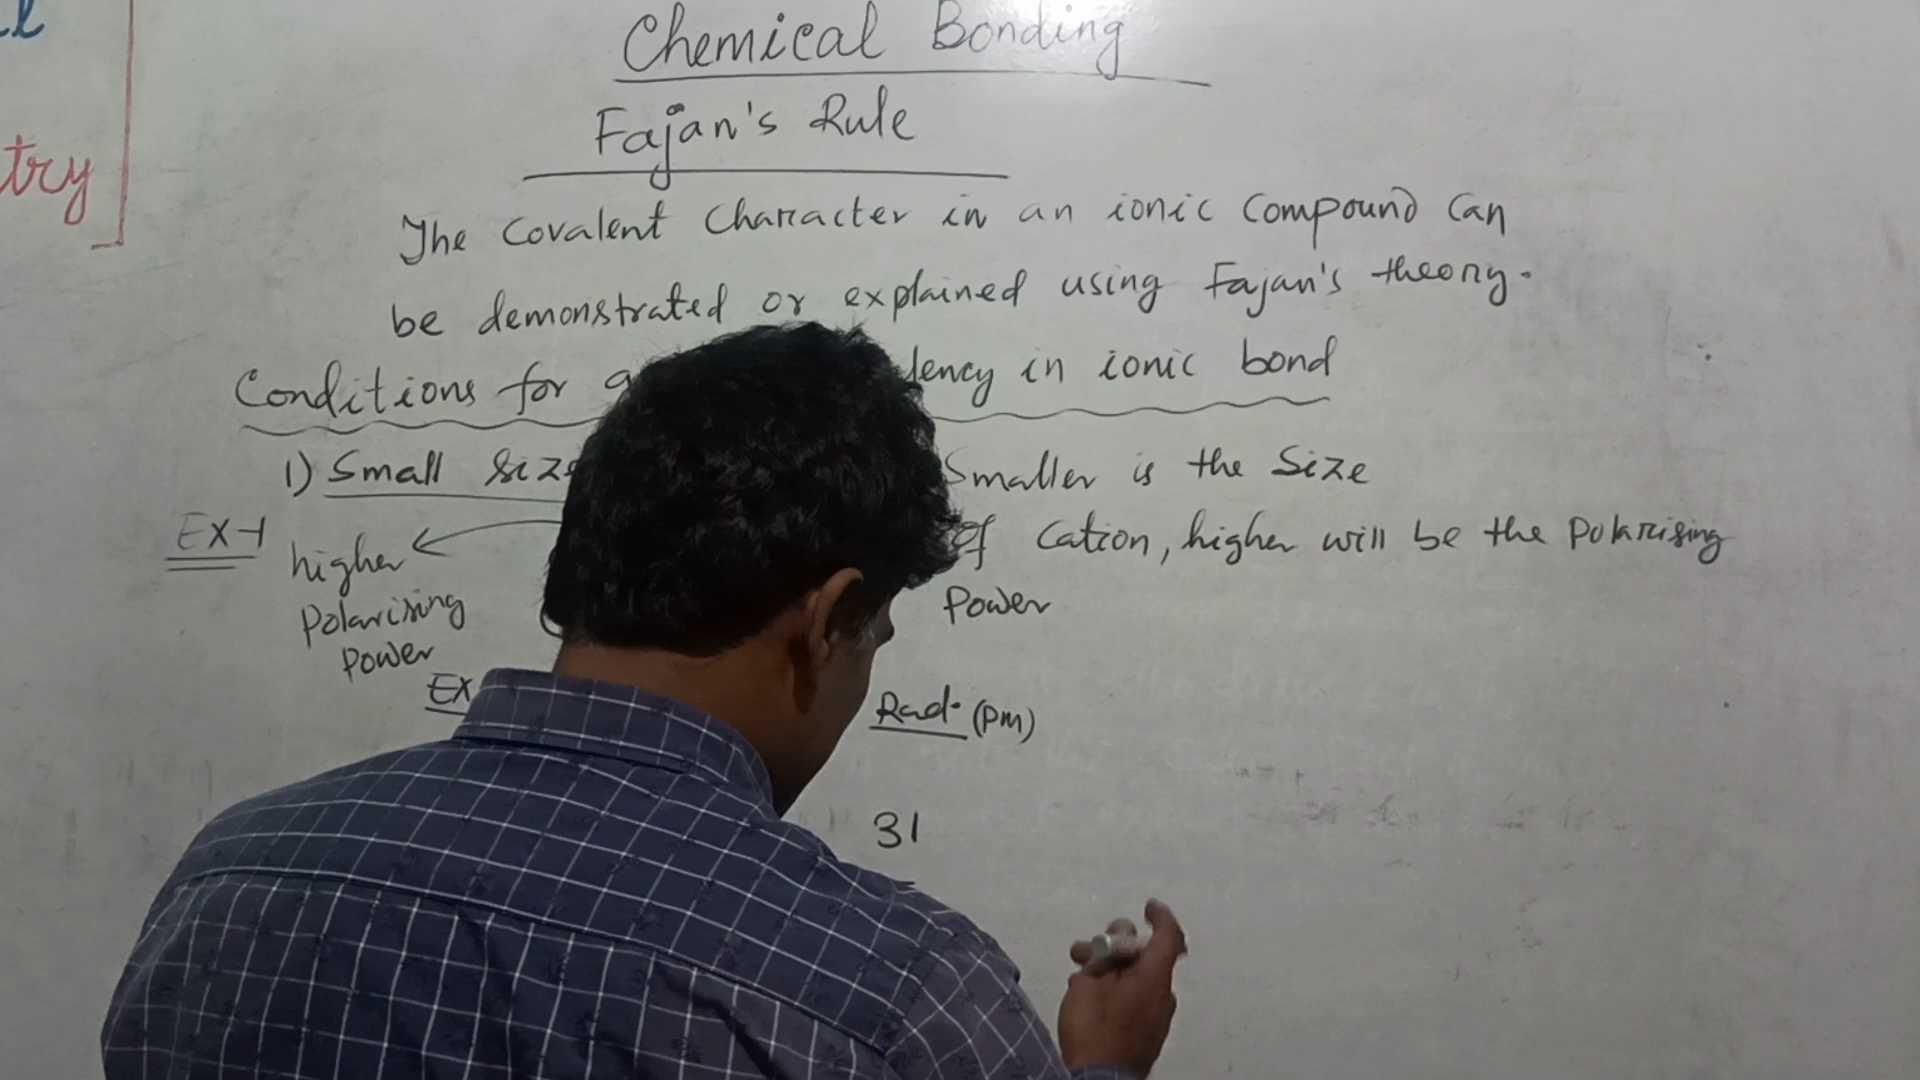 try
Chemical Bonding
Fajan's Rule
The Covalent Character in an ionic Compound Can
be demonstrated or explained using Fajan's theory.
Conditions for in ionic bond
1) Small Smaller is the Size
EX-1
higher of Cation, higher will be the Polarising
Polarising Power
Power
EX Rad. (PM)
31